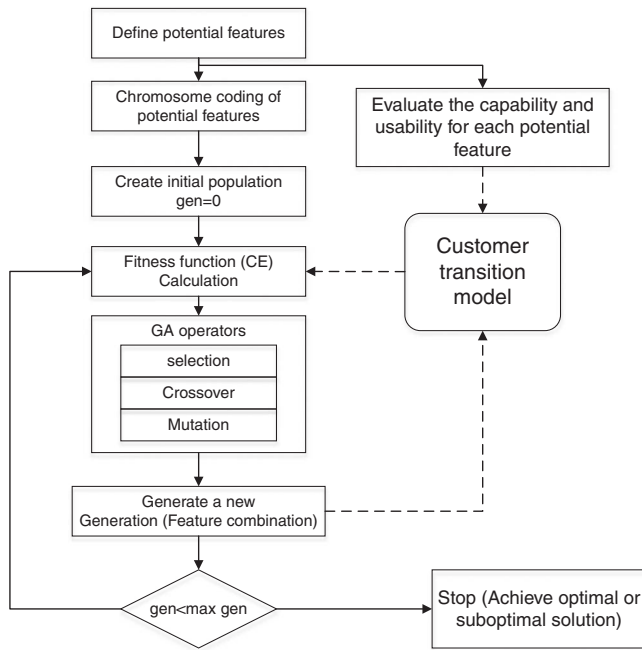 Define potential features
Chromosome coding of
potential features
Evaluate the capability and
usability for each potential
feature
Create initial population
gen=0
Customer
transition
model
Fitness function (CE)
Calculation
GA operators
selection
Crossover
Mutation
Generate a new
Generation (Feature combination)
gen<max gen
Stop (Achieve optimal or
suboptimal solution)